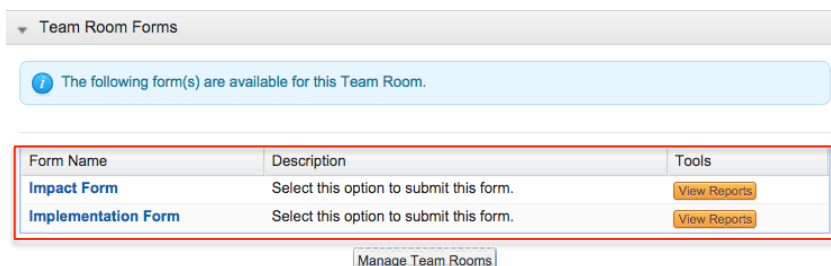 Team Room Forms
The following form(s) are available for this Team Room.
Form Name Description Tools
Impact Form Select this option to submit this form. View Reports
Implementation Form Select this option to submit this form. View Reports
Manage Team Rooms